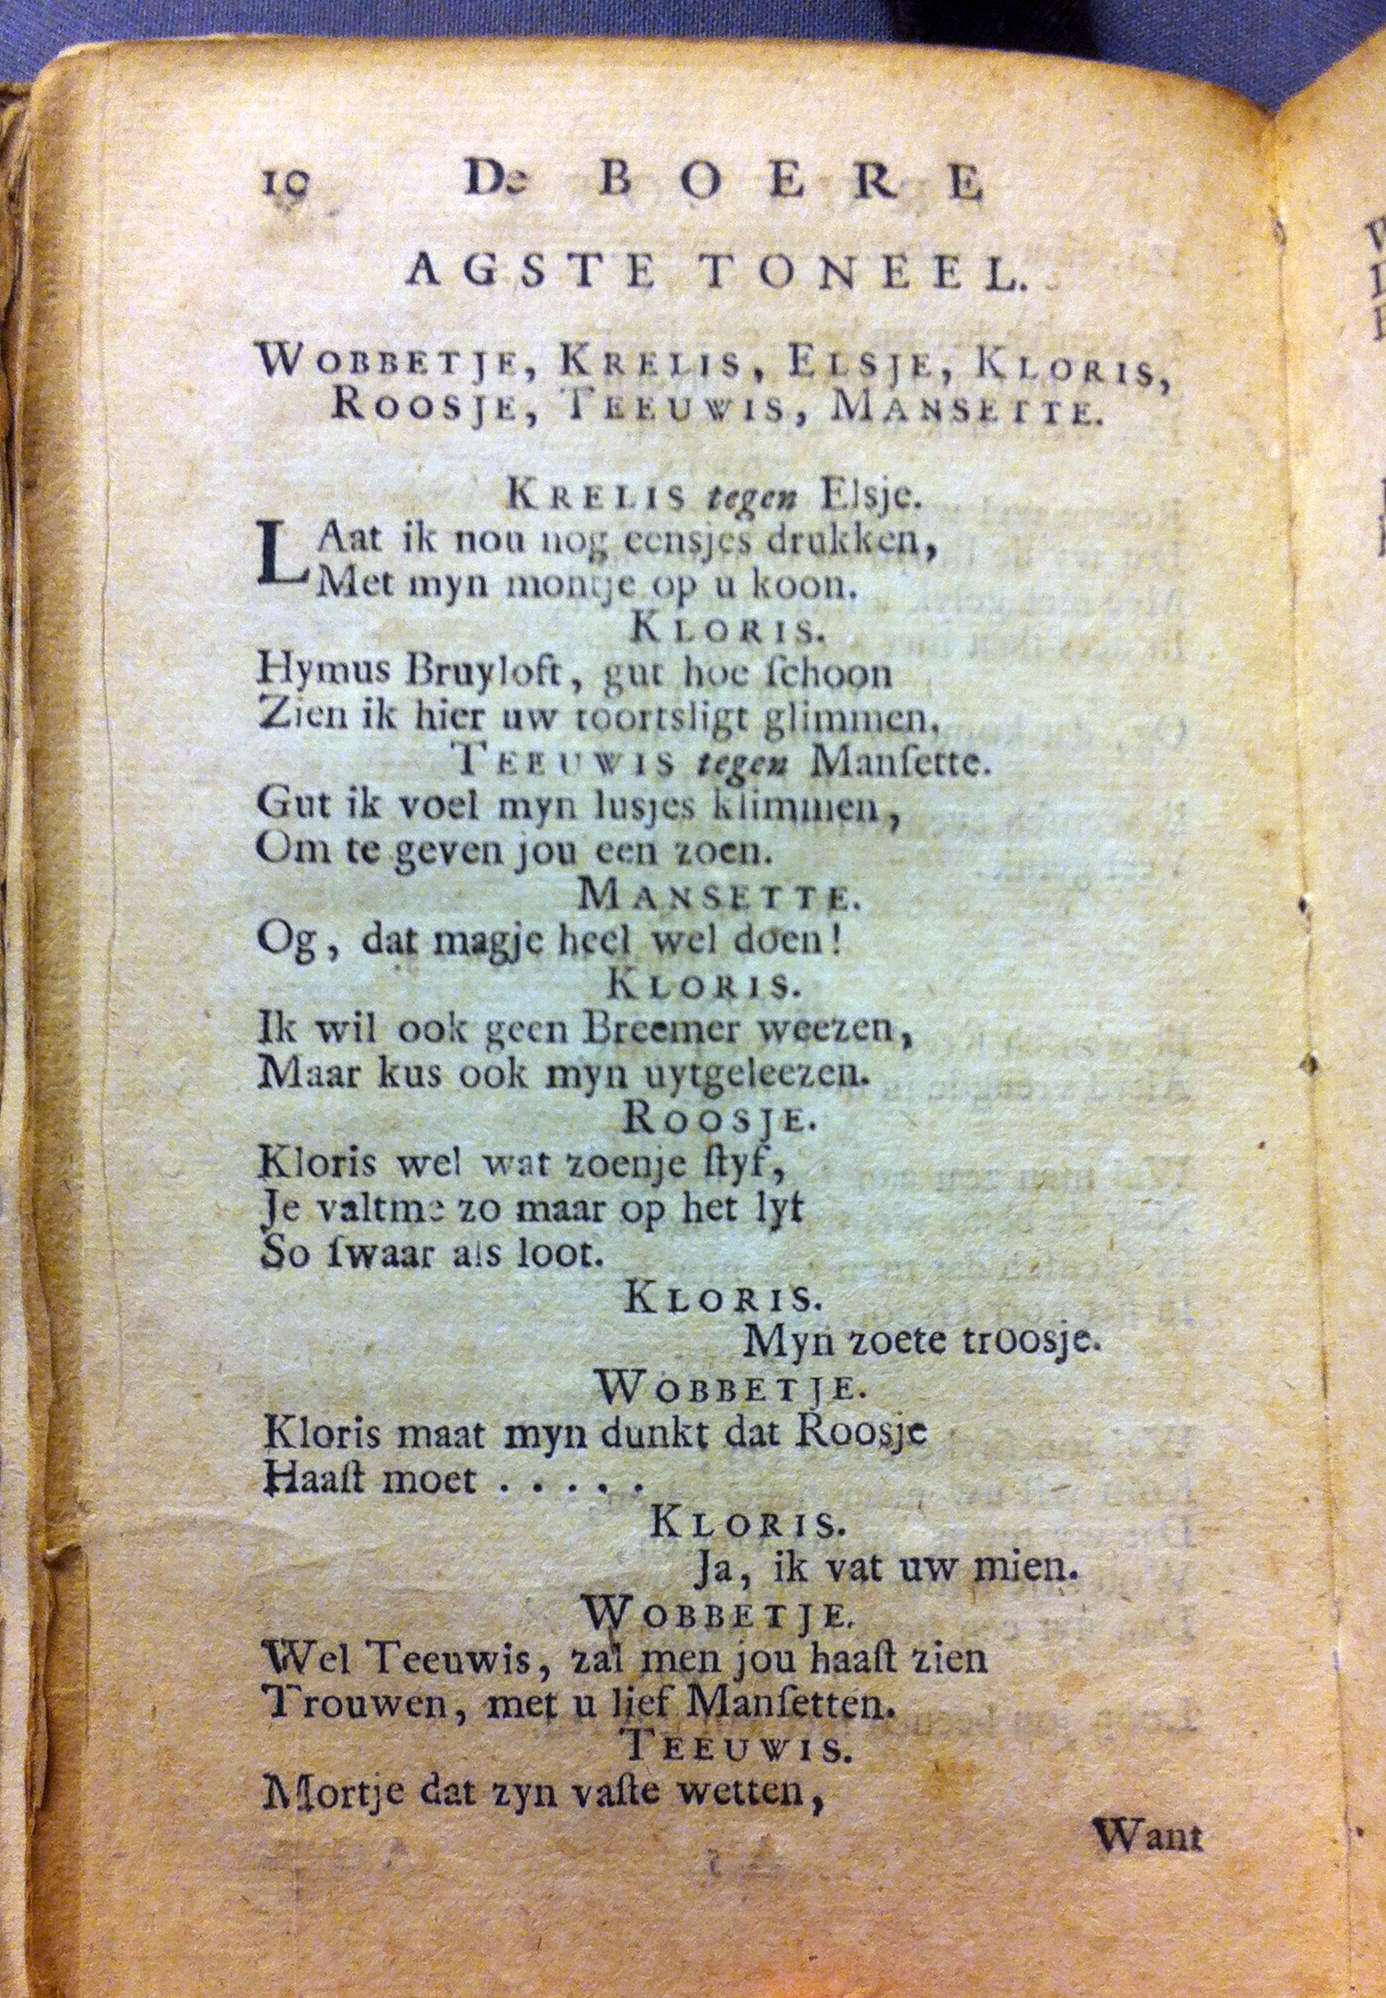 10 De BOERE
AGSTE TONEEL.
WOBBETJE, KRELIS, ELSJE, KLORIS,
ROOSJE, TEEUWIS, MANSETTE.
KRELIS tegen Elsje.
LAat ik nou nog eensjes drukken,
Met myn montje op u koon.
KLORIS.
Hymus Bruyloft, gut hoe ſchoon
Zien ik hier uw toortsligt glimmen.
TEEUWIS tegen Manſette.
Gut ik voel myn lusjes klimmen,
Om te geven jou een zoen.
MANSETTE.
Og, dat magje heel wel doen!
KLORIS.
Ik wil ook geen Breemer weezen,
Maar kus ook myn uytgeleezen.
ROOSJE.
Kloris wel wat zoenje ſtyf,
Je valtme zo maar op het lyt
So ſwaar als loot.
KLORIS.
Myn zoete troosje.
WOBBETJE.
Kloris maat myn dunkt dat Roosje
Haaſt moet . . . . .
KLORIS.
Ja, ik vat uw mien.
WOBBETJE.
Wel Teeuwis, zal men jou haaſt zien
Trouwen, met u lief Manſetten.
TEEUWIS.
Mortje dat zyn vaſte wetten,
Want